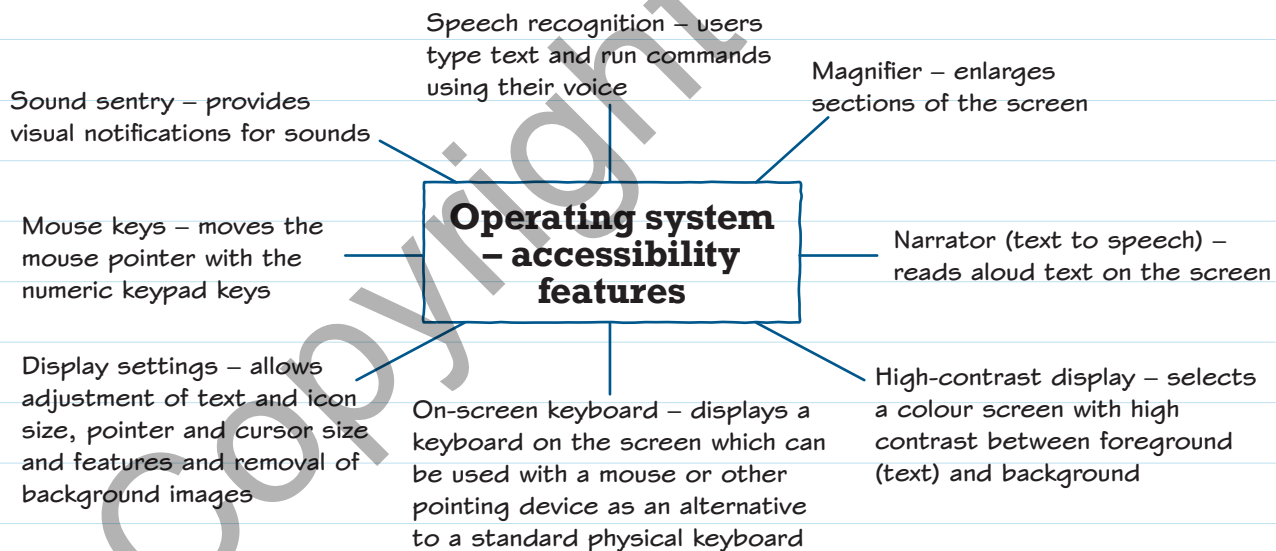 Speech recognition – users
type text and run commands
using their voice
Magnifier – enlarges
sections of the screen
Sound sentry – provides
visual notifications for sounds
Operating system
– accessibility
features
Mouse keys – moves the
mouse pointer with the
numeric keypad keys
Narrator (text to speech) –
reads aloud text on the screen
Display settings – allows
adjustment of text and icon
size, pointer and cursor size
and features and removal of
background images
On-screen keyboard – displays a
keyboard on the screen which can
be used with a mouse or other
pointing device as an alternative
to a standard physical keyboard
High-contrast display – selects
a colour screen with high
contrast between foreground
(text) and background
Copyright